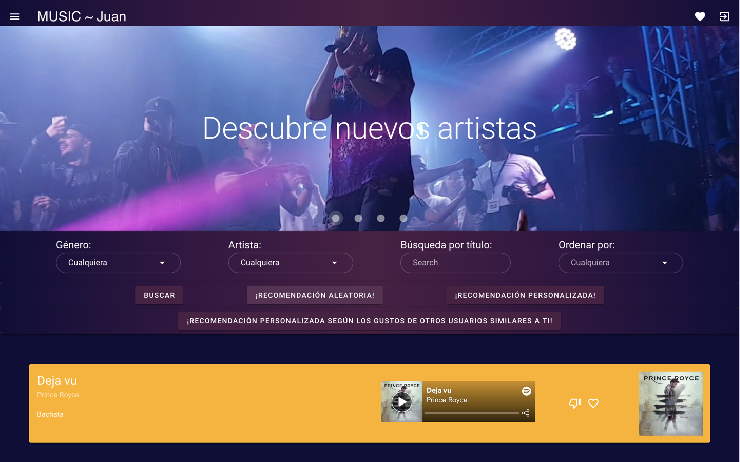 MUSIC ~ Juan
Descubre nuevos artistas
Género:
Artista:
Búsqueda por título:
Ordenar por:
Cualquiera
Cualquiera
Search
Cualquiera
BUSCAR
¡RECOMENDACIÓN ALEATORIA!
¡RECOMENDACIÓN PERSONALIZADA!
¡RECOMENDACIÓN PERSONALIZADA SEGÚN LOS GUSTOS DE OTROS USUARIOS SIMILARES A TI!
Deja vu
Prince Royce
Bachata
PRINCE ROYCE
Deja vu
Prince Royce
PRINCE ROYCE